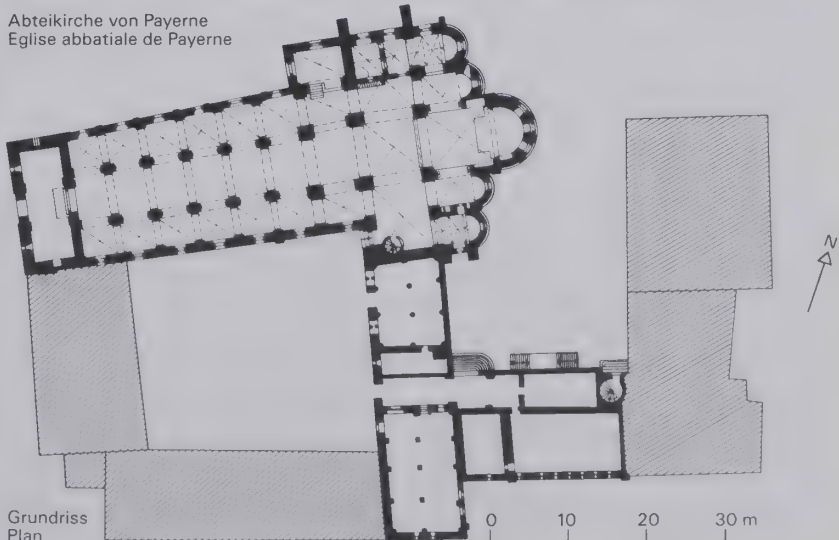 Abteikirche von Payerne
Eglise abbatiale de Payerne
N
Grundriss
Plan
0 10 20 30 m